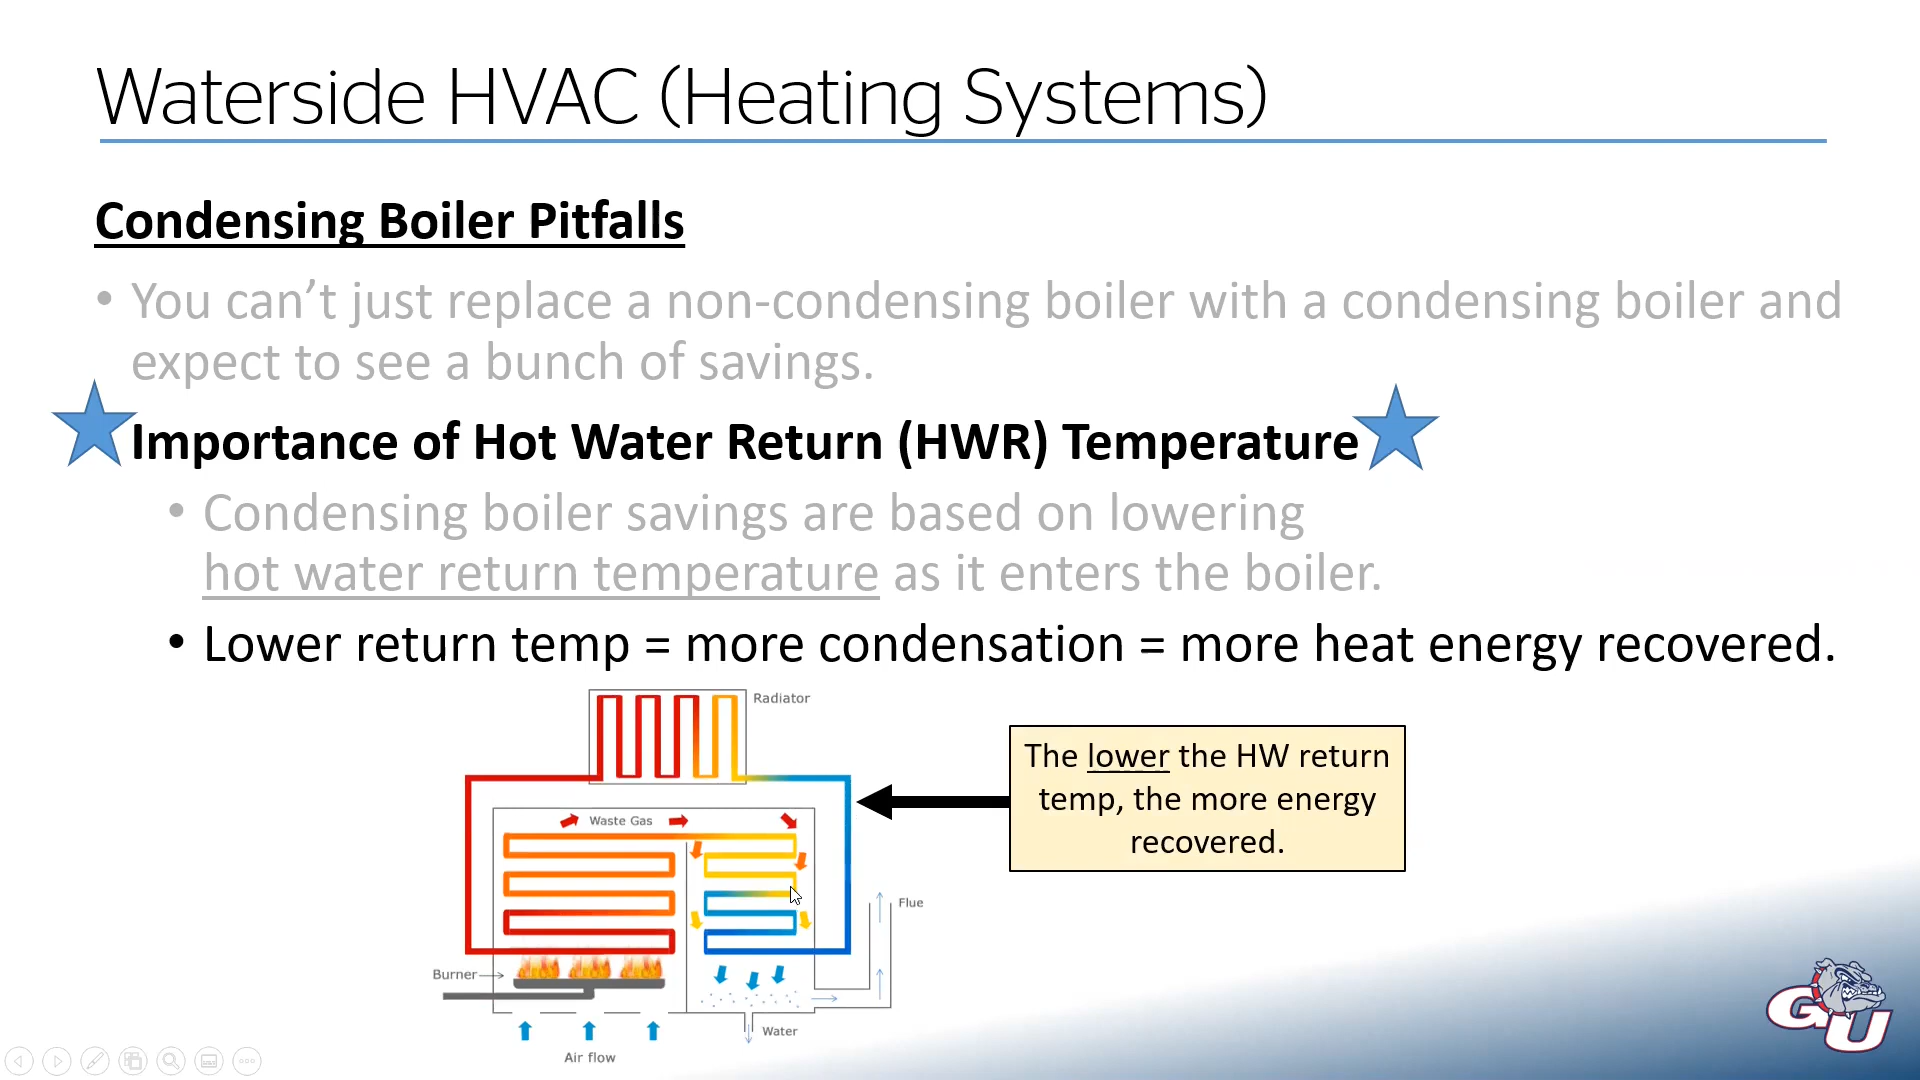 Waterside HVAC (Heating Systems)
Condensing Boiler Pitfalls
• You can’t just replace a non-condensing boiler with a condensing boiler and
expect to see a bunch of savings.
Importance of Hot Water Return (HWR) Temperature
• Condensing boiler savings are based on lowering
hot water return temperature as it enters the boiler.
• Lower return temp = more condensation = more heat energy recovered.
Radiator
The lower the HW return
temp, the more energy
recovered.
Waste Gas
Flue
Burner
Water
Air flow
GU